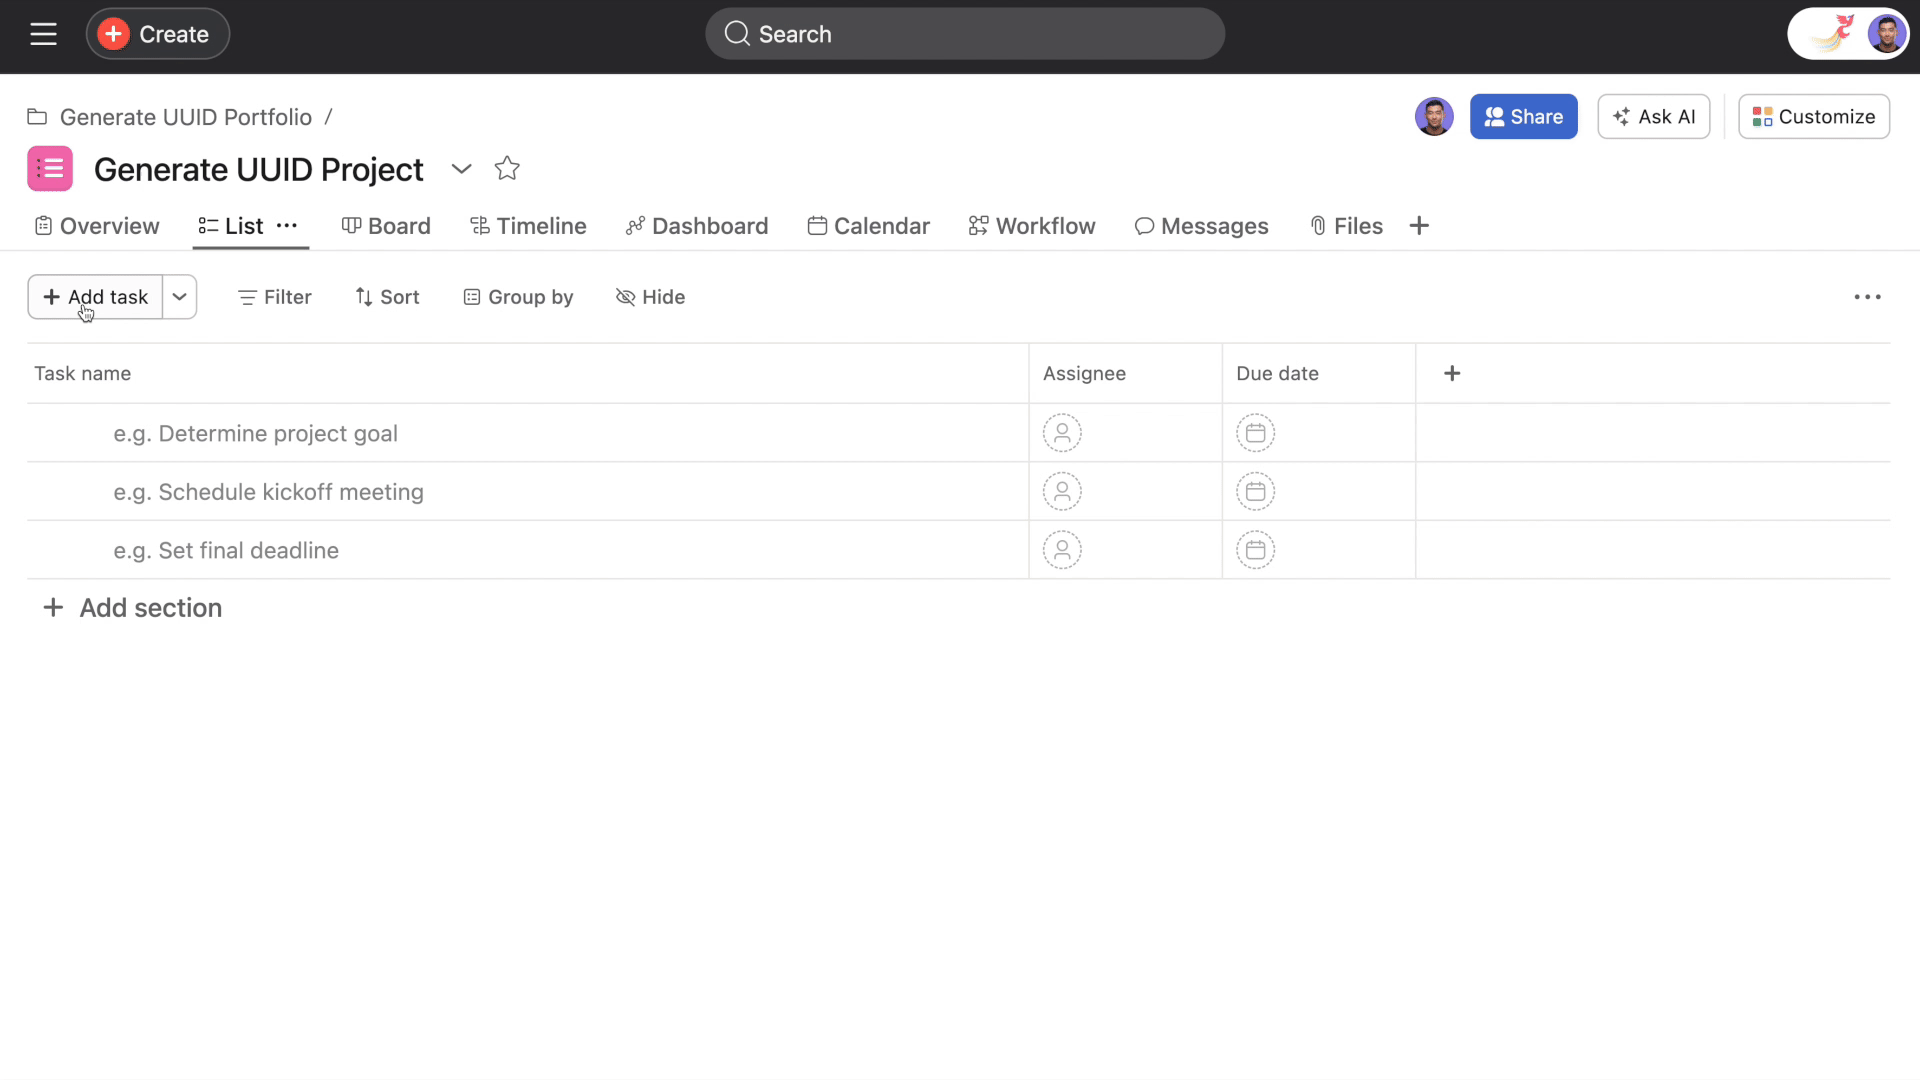 Create
Search
Generate UUID Portfolio /
Share
Ask AI
Customize
Generate UUID Project
Overview
List
Board
Timeline
Dashboard
Calendar
Workflow
Messages
Files
Add task
Filter
Sort
Group by
Hide
Task name
Assignee
Due date
e.g. Determine project goal
e.g. Schedule kickoff meeting
e.g. Set final deadline
Add section